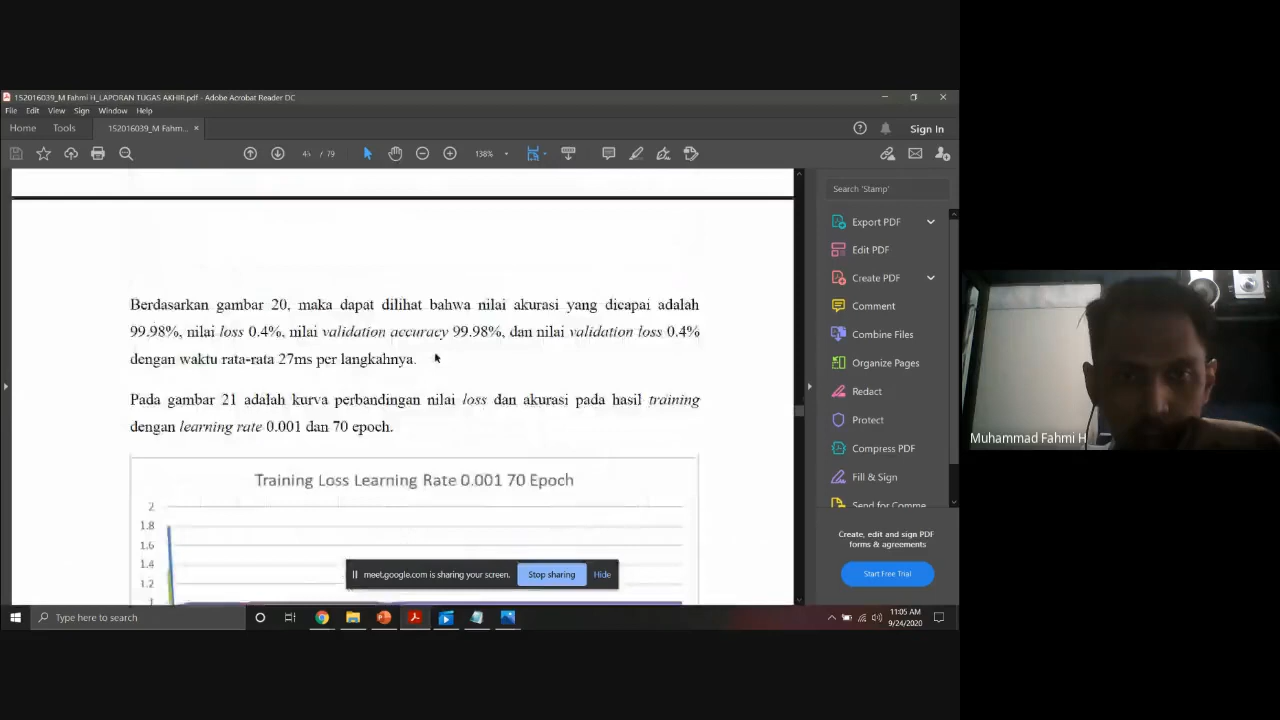 152016039_M Fahmi H_LAPORAN TUGAS AKHIR.pdf - Adobe Acrobat Reader DC
File Edit View Sign Window Help
Home Tools 152016039_M Fahm... × Sign In
/ 79 138%
Search 'Stamp'
Export PDF
Edit PDF
Create PDF
Comment
Combine Files
Organize Pages
Redact
Protect
Compress PDF
Fill & Sign
Send for Comme
Create, edit and sign PDF
forms & agreements
Start Free Trial
Berdasarkan gambar 20, maka dapat dilihat bahwa nilai akurasi yang dicapai adalah
99.98%, nilai loss 0.4%, nilai validation accuracy 99.98%, dan nilai validation loss 0.4%
dengan waktu rata-rata 27ms per langkahnya.
Pada gambar 21 adalah kurva perbandingan nilai loss dan akurasi pada hasil training
dengan learning rate 0.001 dan 70 epoch.
Training Loss Learning Rate 0.001 70 Epoch
2
1.8
1.6
1.4
1.2
1
meet.google.com is sharing your screen. Stop sharing Hide
Type here to search
11:05 AM
9/24/2020
Muhammad Fahmi H